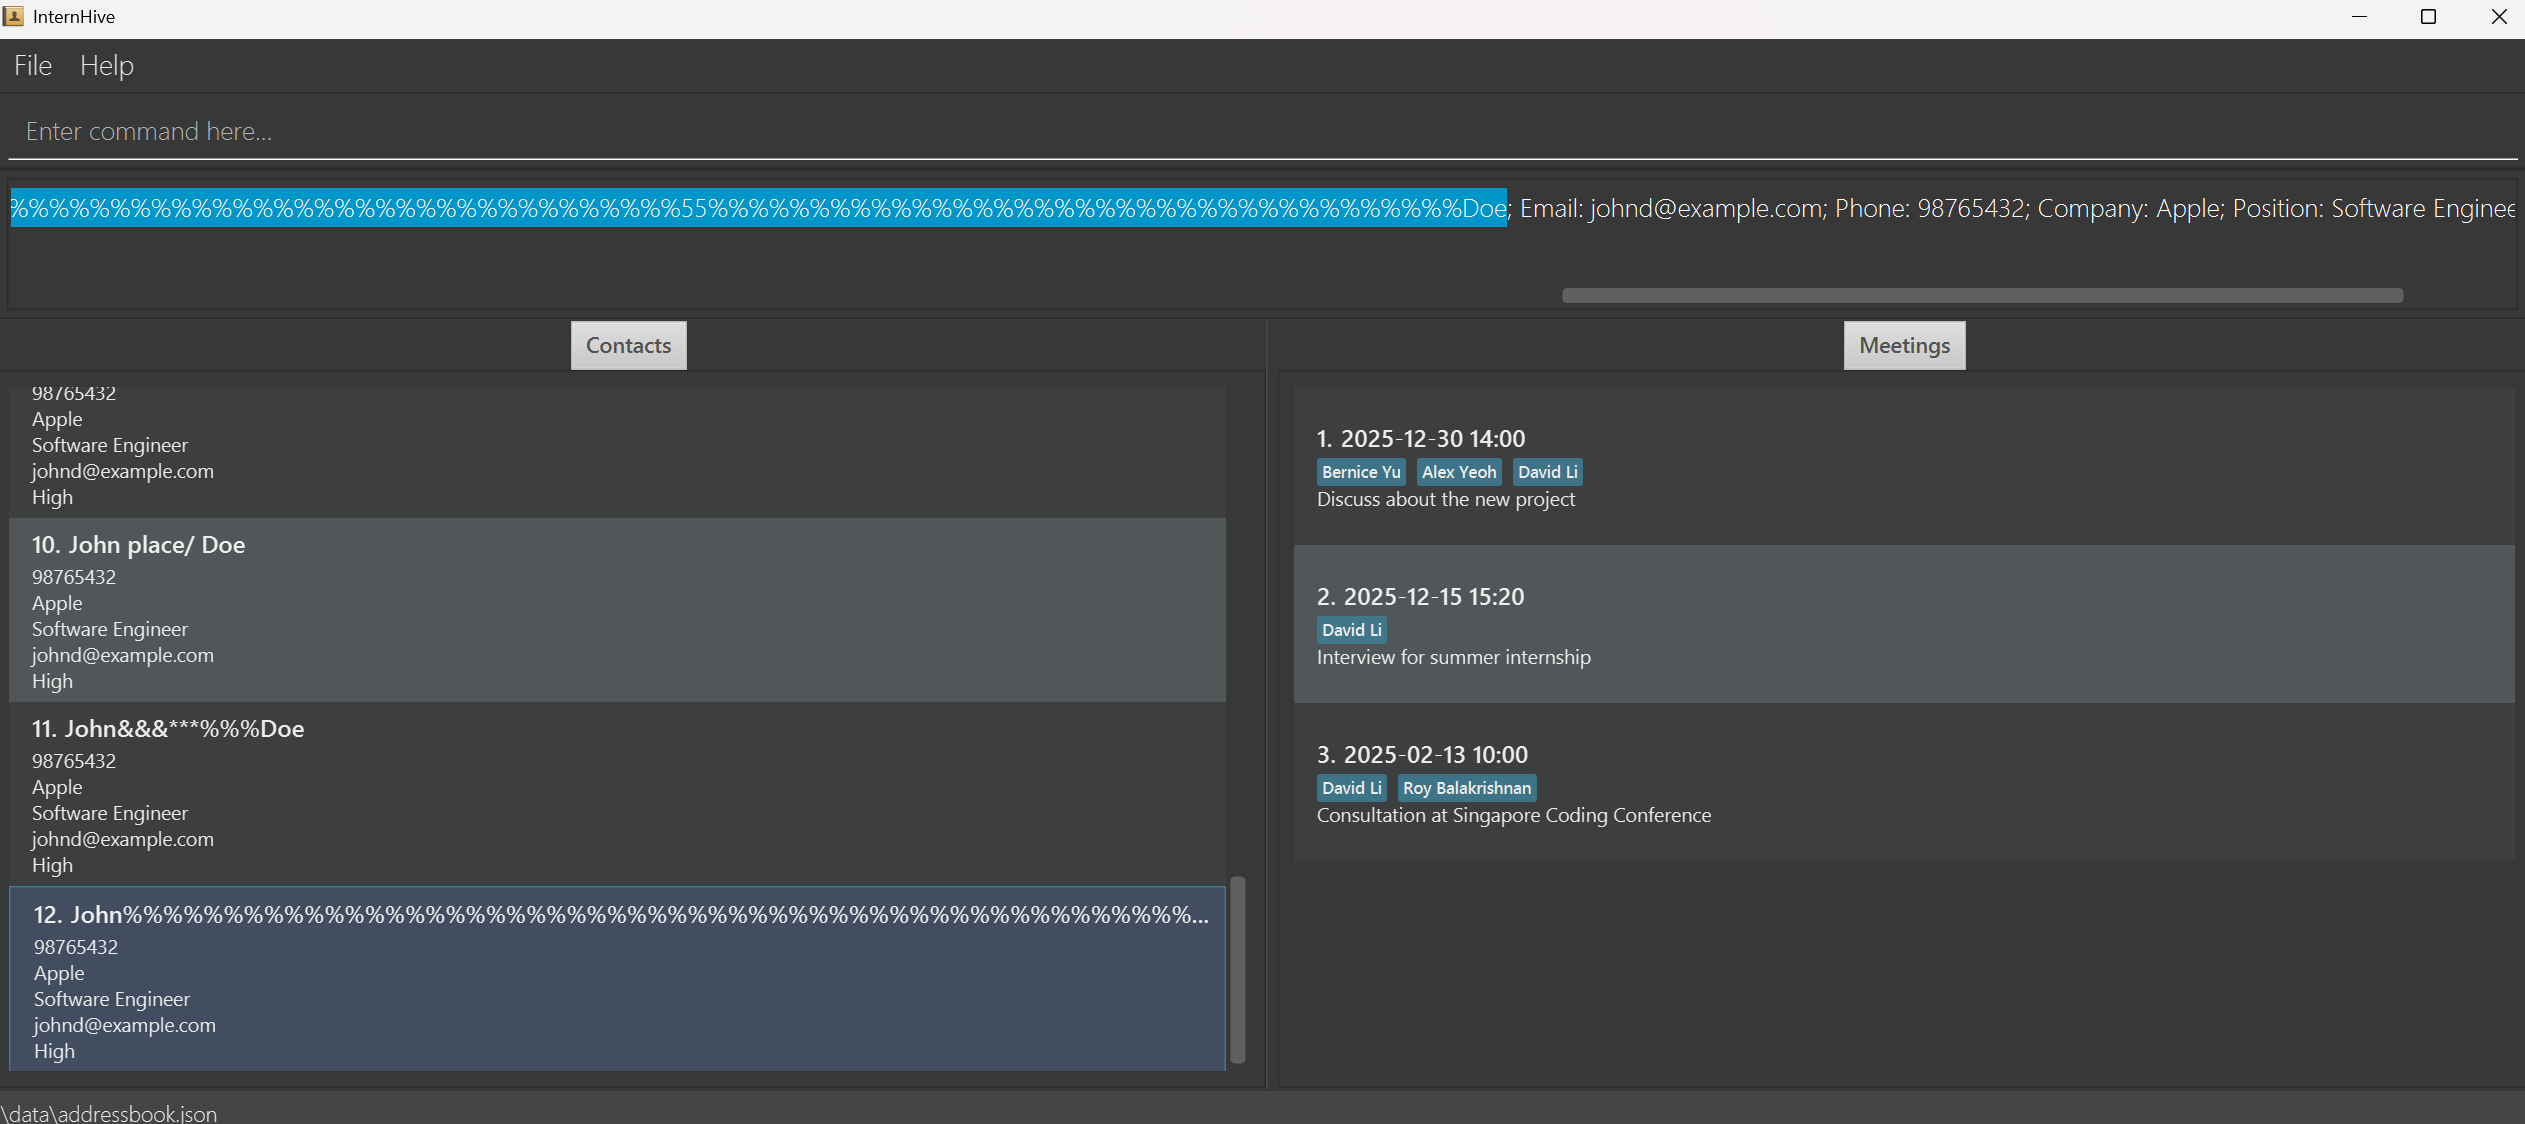 InternHive
File Help
Enter command here...
%%%%%%%%%%%%%%%%%%%%%%%%%%%%%%%%%55%%%%%%%%%%%%%%%%%%%%%%%%%%%%%%%%%%%%%Doe; Email: johnd@example.com; Phone: 98765432; Company: Apple; Position: Software Enginee
Contacts
98765432
Apple
Software Engineer
johnd@example.com
High
10. John place/ Doe
98765432
Apple
Software Engineer
johnd@example.com
High
11. John&&&***%%%Doe
98765432
Apple
Software Engineer
johnd@example.com
High
12. John%%%%%%%%%%%%%%%%%%%%%%%%%%%%%%%%%%%%%%%%%%%%%%%%%%%%%...
98765432
Apple
Software Engineer
johnd@example.com
High
Meetings
1. 2025-12-30 14:00
Bernice Yu Alex Yeoh David Li
Discuss about the new project
2. 2025-12-15 15:20
David Li
Interview for summer internship
3. 2025-02-13 10:00
David Li Roy Balakrishnan
Consultation at Singapore Coding Conference
\data\addressbook.json